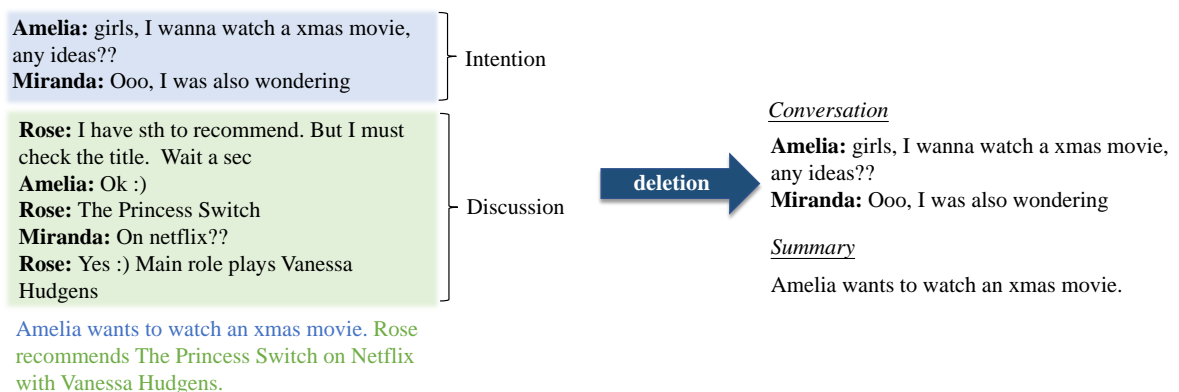 Amelia: girls, I wanna watch a xmas movie,
any ideas??
Miranda: Ooo, I was also wondering
Intention
Rose: I have sth to recommend. But I must
check the title. Wait a sec
Amelia: Ok :)
Rose: The Princess Switch
Miranda: On netflix??
Rose: Yes :) Main role plays Vanessa
Hudgens
Discussion
Amelia wants to watch an xmas movie. Rose
recommends The Princess Switch on Netflix
with Vanessa Hudgens.
deletion
Conversation
Amelia: girls, I wanna watch a xmas movie,
any ideas??
Miranda: Ooo, I was also wondering
Summary
Amelia wants to watch an xmas movie.